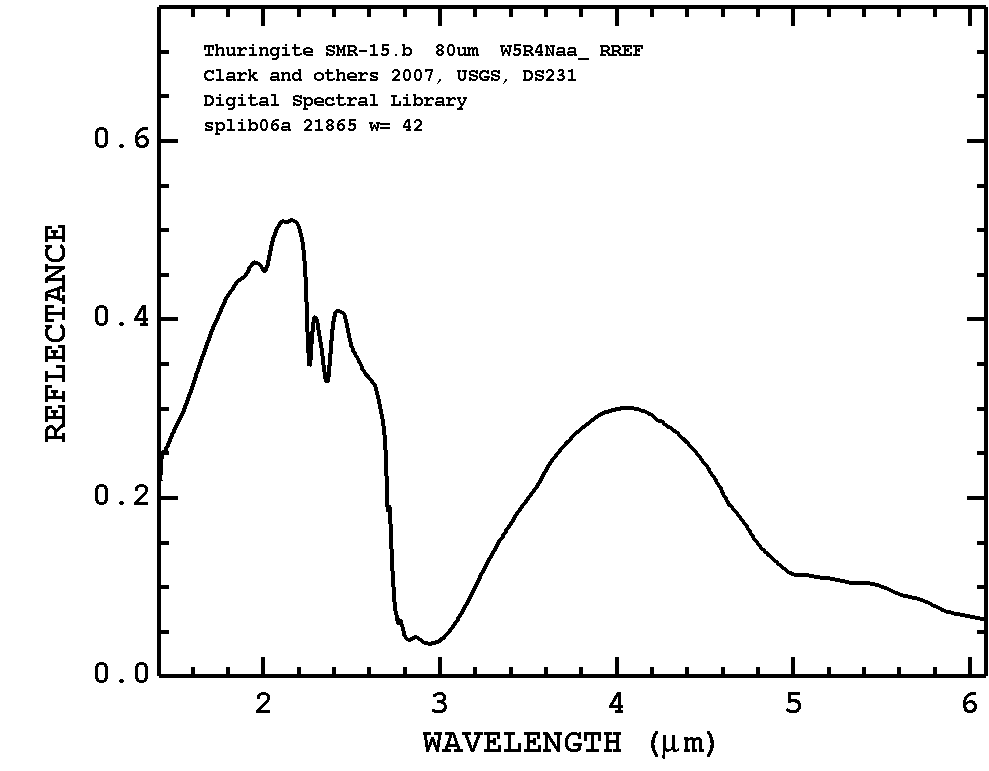 Thuringite SMR-15.b 80um W5R4Naa_ RREF
Clark and others 2007, USGS, DS231
Digital Spectral Library
splib06a 21865 w= 42
0.6
0.4
0.2
0.0
REFLECTANCE
2 3 4 5 6
WAVELENGTH (μm)